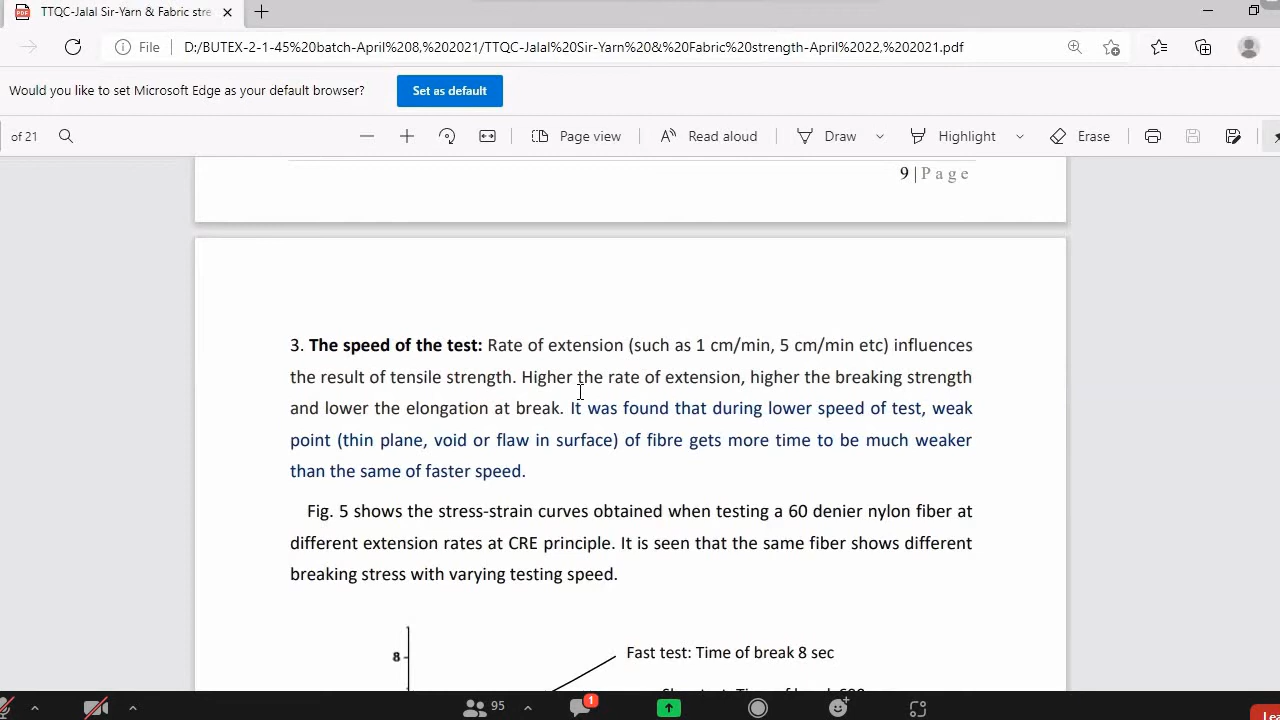 TTQC-Jalal Sir-Yarn & Fabric stre
File
D:/BUTEX-2-1-45%20batch-April%208,%202021/TTQC-Jalal%20Sir-Yarn%20&%20Fabric%20strength-April%2022,%202021.pdf
Would you like to set Microsoft Edge as your default browser?
Set as default
of 21
Page view
Read aloud
Draw
Highlight
Erase
9 | Page
3. The speed of the test: Rate of extension (such as 1 cm/min, 5 cm/min etc) influences
the result of tensile strength. Higher the rate of extension, higher the breaking strength
and lower the elongation at break. It was found that during lower speed of test, weak
point (thin plane, void or flaw in surface) of fibre gets more time to be much weaker
than the same of faster speed.
Fig. 5 shows the stress-strain curves obtained when testing a 60 denier nylon fiber at
different extension rates at CRE principle. It is seen that the same fiber shows different
breaking stress with varying testing speed.
8
Fast test: Time of break 8 sec
95
1